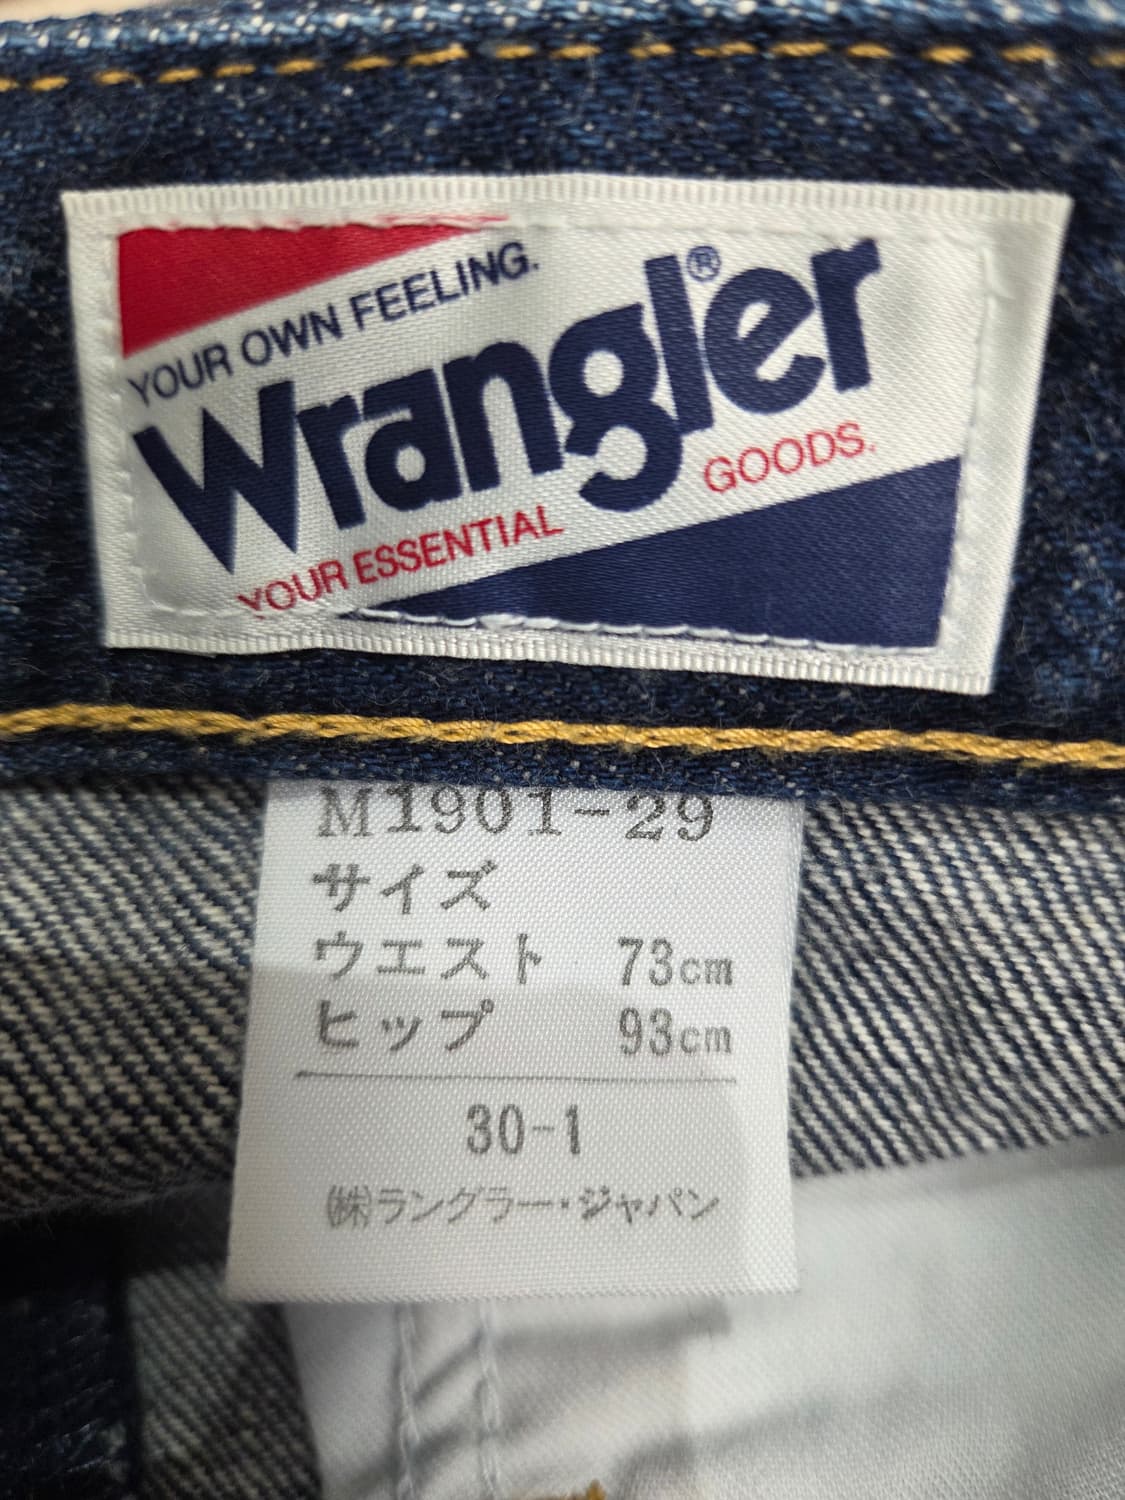 YOUR OWN FEELING.
Wrangler®
YOUR ESSENTIAL GOODS.
M1901-29
サイズ
ウエスト 73cm
ヒップ 93cm
30-1
㈱ラングラー・ジャパン